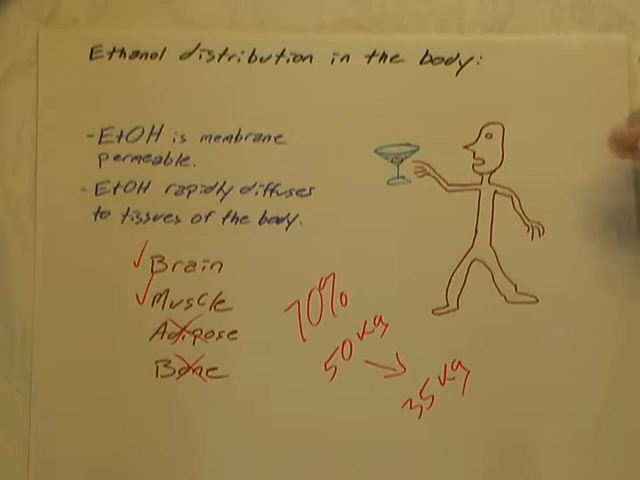 Ethanol distribution in the body:
- EtOH is membrane
permeable.
- EtOH rapidly diffuses
to tissues of the body.
✓Brain
✓Muscle
Adipose
Bone
70%
50 kg →
35 kg